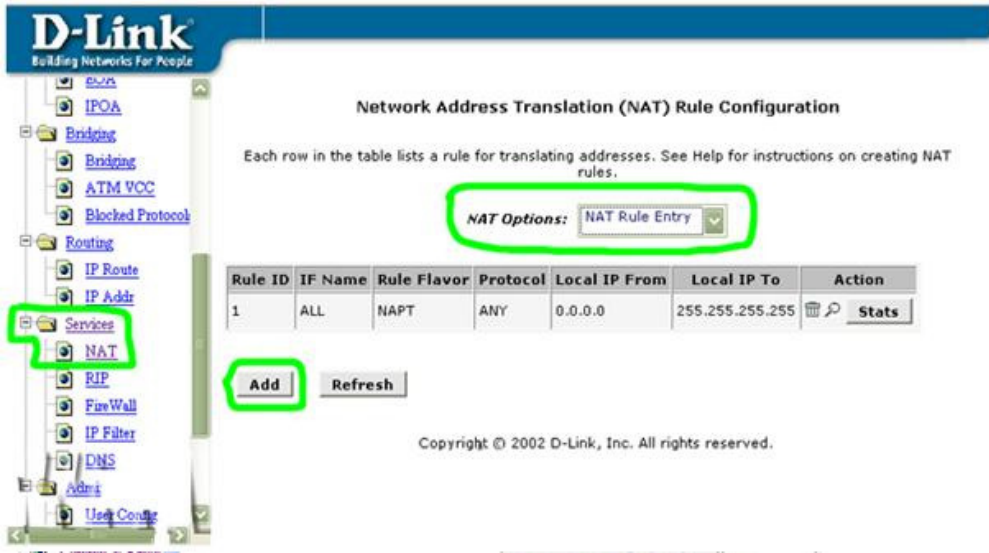 D-Link
Building Networks For People
EOA
IPOA
Bridging
Bridging
ATM VCC
Blocked Protocol
Routing
IP Route
IP Addr
Services
NAT
RIP
FireWall
IP Filter
DNS
User Config
Network Address Translation (NAT) Rule Configuration
Each row in the table lists a rule for translating addresses. See Help for instructions on creating NAT
rules.
NAT Options: NAT Rule Entry
Rule ID IF Name Rule Flavor Protocol Local IP From Local IP To Action
1 ALL NAPT ANY 0.0.0.0 255.255.255.255 Stats
Add Refresh
Copyright © 2002 D-Link, Inc. All rights reserved.